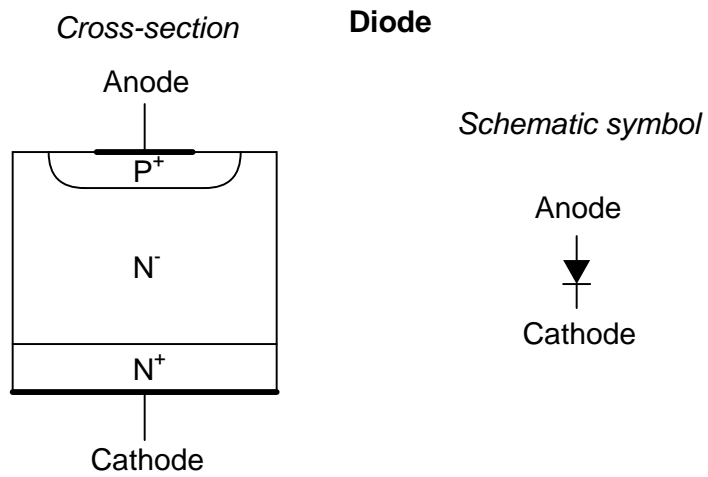 Diode
Cross-section
Anode
P⁺
N⁻
N⁺
Cathode
Schematic symbol
Anode
Cathode